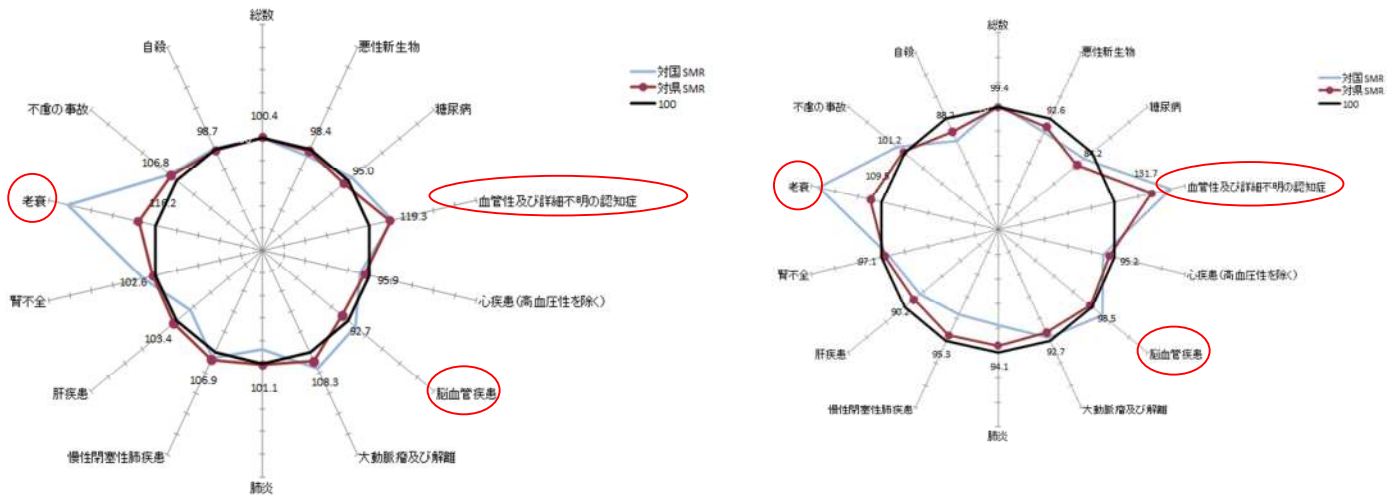 総数
悪性新生物
糖尿病
血管性及び詳細不明の認知症
心疾患(高血圧性を除く)
脳血管疾患
大動脈瘤及び解離
肺炎
慢性閉塞性肺疾患
肝疾患
腎不全
老衰
不慮の事故
自殺
100.4
98.4
95.0
119.3
95.9
92.7
108.3
101.1
106.9
103.4
102.6
116.2
106.8
98.7
対国SMR
対県SMR
100
総数
悪性新生物
糖尿病
血管性及び詳細不明の認知症
心疾患(高血圧性を除く)
脳血管疾患
大動脈瘤及び解離
肺炎
慢性閉塞性肺疾患
肝疾患
腎不全
老衰
不慮の事故
自殺
99.4
92.6
84.2
131.7
95.2
98.5
92.7
94.1
95.3
90.2
97.1
109.5
101.2
88.2
対国SMR
対県SMR
100